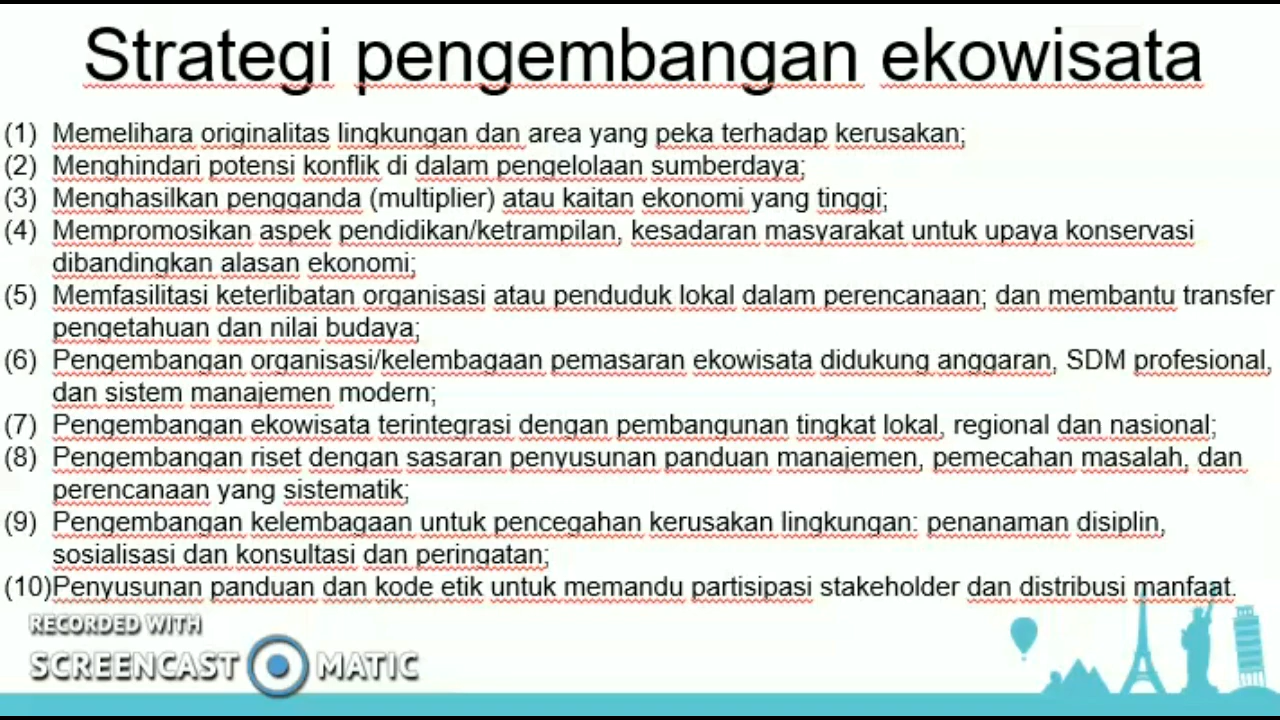 Strategi pengembangan ekowisata
(1) Memelihara originalitas lingkungan dan area yang peka terhadap kerusakan;
(2) Menghindari potensi konflik di dalam pengelolaan sumberdaya;
(3) Menghasilkan pengganda (multiplier) atau kaitan ekonomi yang tinggi;
(4) Mempromosikan aspek pendidikan/ketrampilan, kesadaran masyarakat untuk upaya konservasi
dibandingkan alasan ekonomi;
(5) Memfasilitasi keterlibatan organisasi atau penduduk lokal dalam perencanaan; dan membantu transfer
pengetahuan dan nilai budaya;
(6) Pengembangan organisasi/kelembagaan pemasaran ekowisata didukung anggaran, SDM profesional,
dan sistem manajemen modern;
(7) Pengembangan ekowisata terintegrasi dengan pembangunan tingkat lokal, regional dan nasional;
(8) Pengembangan riset dengan sasaran penyusunan panduan manajemen, pemecahan masalah, dan
perencanaan yang sistematik;
(9) Pengembangan kelembagaan untuk pencegahan kerusakan lingkungan: penanaman disiplin,
sosialisasi dan konsultasi dan peringatan;
(10)Penyusunan panduan dan kode etik untuk memandu partisipasi stakeholder dan distribusi manfaat.
RECORDED WITH
SCREENCAST MATIC